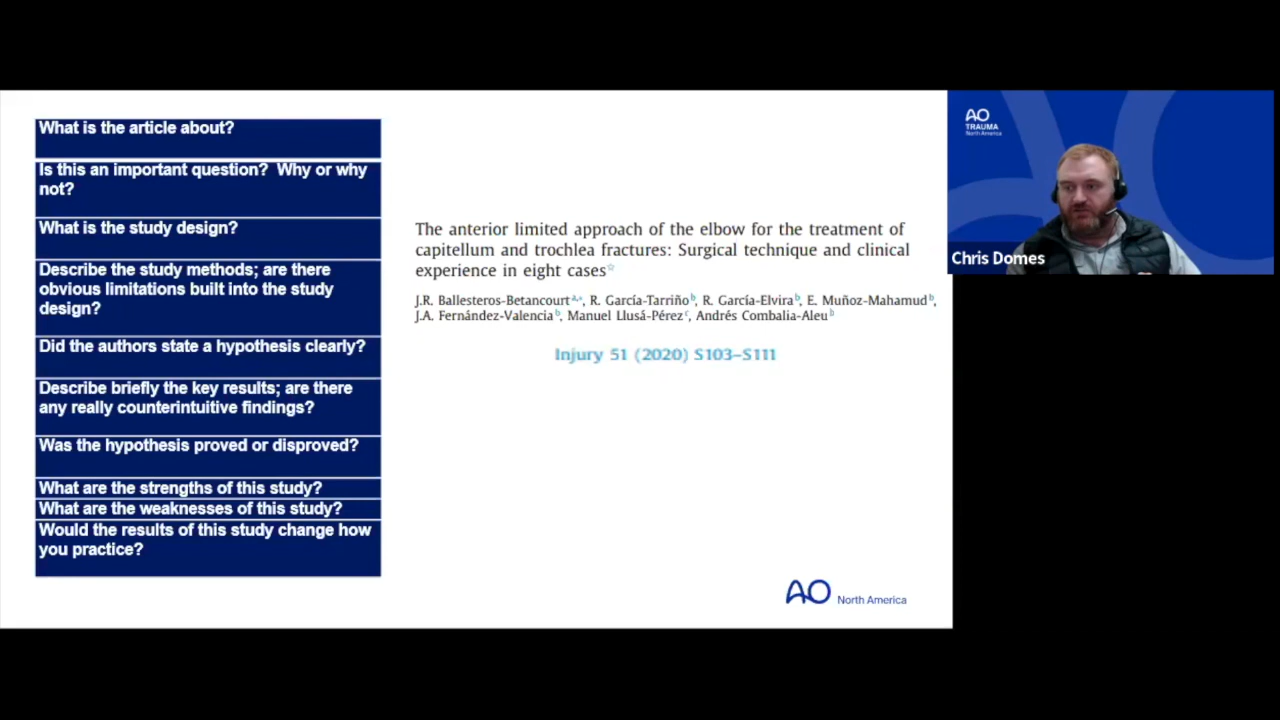 What is the article about?
Is this an important question?  Why or why
not?
What is the study design?
Describe the study methods; are there
obvious limitations built into the study
design?
Did the authors state a hypothesis clearly?
Describe briefly the key results; are there
any really counterintuitive findings?
Was the hypothesis proved or disproved?
What are the strengths of this study?
What are the weaknesses of this study?
Would the results of this study change how
you practice?
The anterior limited approach of the elbow for the treatment of
capitellum and trochlea fractures: Surgical technique and clinical
experience in eight cases☆
J.R. Ballesteros-Betancourt a,*, R. García-Tarriño b, R. García-Elvira b, E. Muñoz-Mahamud b,
J.A. Fernández-Valencia b, Manuel Llusá-Pérez c, Andrés Combalia-Aleu b
Injury 51 (2020) S103–S111
AO North America
AO
TRAUMA
North America
Chris Domes